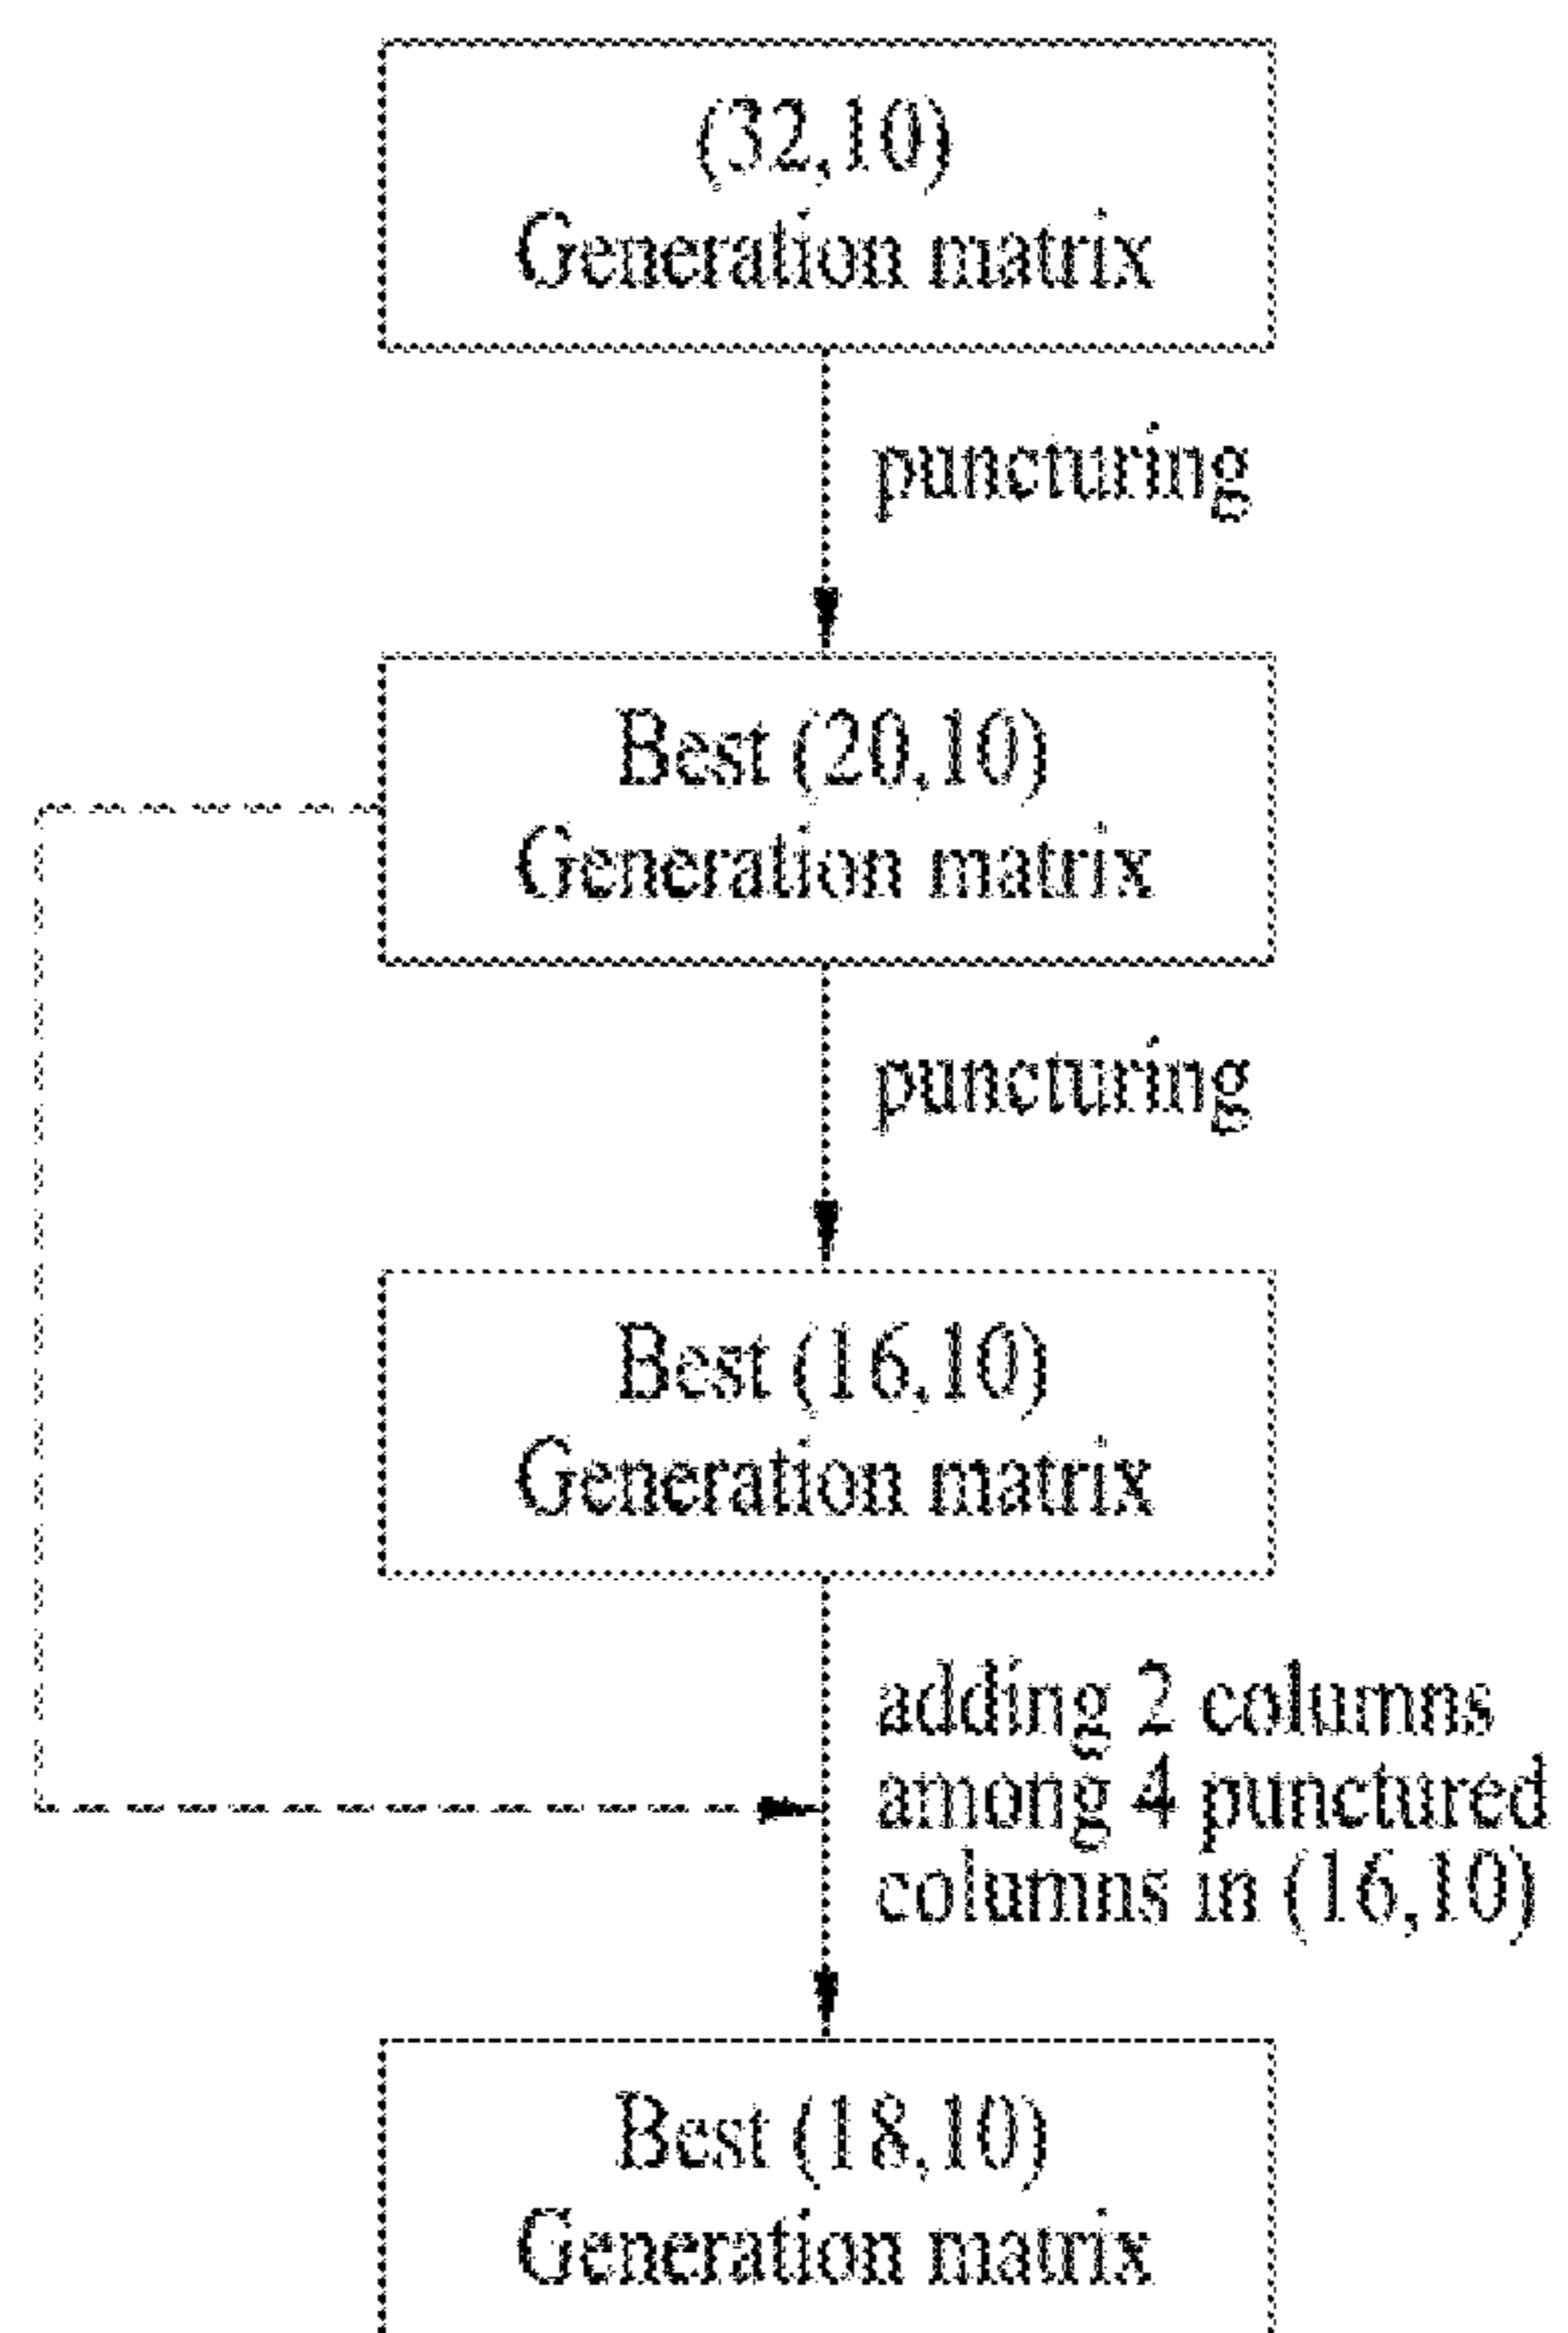 (32,10)
Generation matrix
puncturing
Best (20,10)
Generation matrix
puncturing
Best (16,10)
Generation matrix
adding 2 columns
among 4 punctured
columns in (16,10)
Best (18,10)
Generation matrix